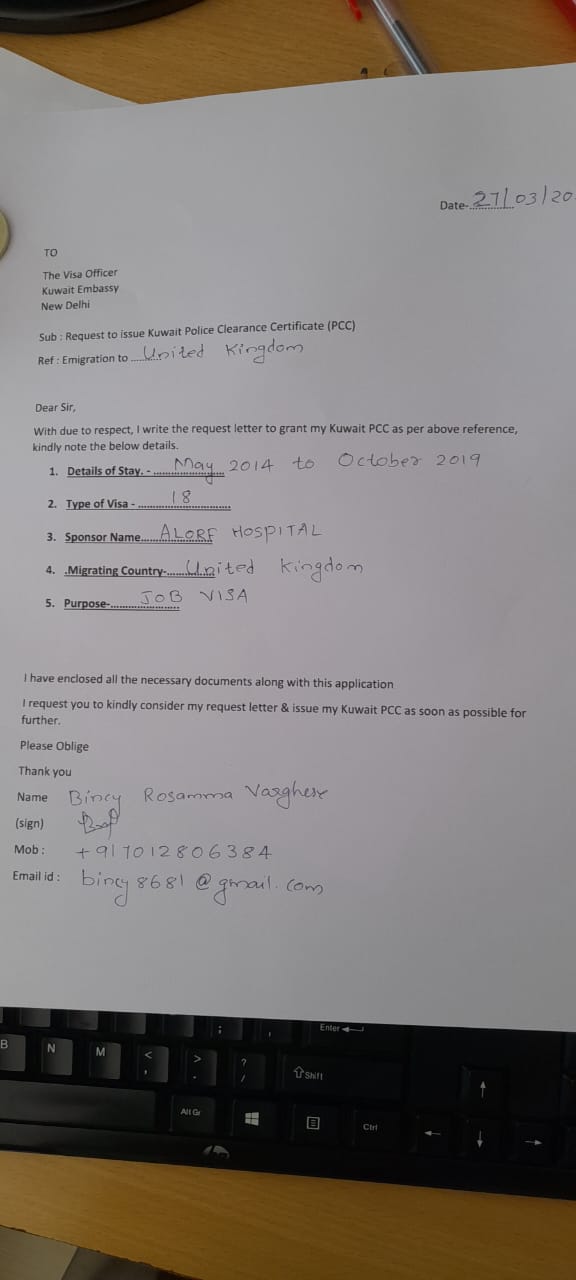 Date-..............27/03/20
TO
The Visa Officer
Kuwait Embassy
New Delhi
Sub : Request to issue Kuwait Police Clearance Certificate (PCC)
Ref : Emigration to ......United Kingdom
Dear Sir,
With due to respect, I write the request letter to grant my Kuwait PCC as per above reference,
kindly note the below details.
1. Details of Stay. - ........................ May 2014 to October 2019
2. Type of Visa - ............................... 18
3. Sponsor Name...... ALORF HOSPITAL
4. .Migrating Country-....... United Kingdom
5. Purpose-........................ JOB VISA
I have enclosed all the necessary documents along with this application
I request you to kindly consider my request letter & issue my Kuwait PCC as soon as possible for
further.
Please Oblige
Thank you
Name Bincy Rosamma Varghese
(sign)
Mob : +917012806384
Email id : bincy8681@gmail.com
Enter
B N M < , > . ? / Shift
Alt Gr Ctrl
hp